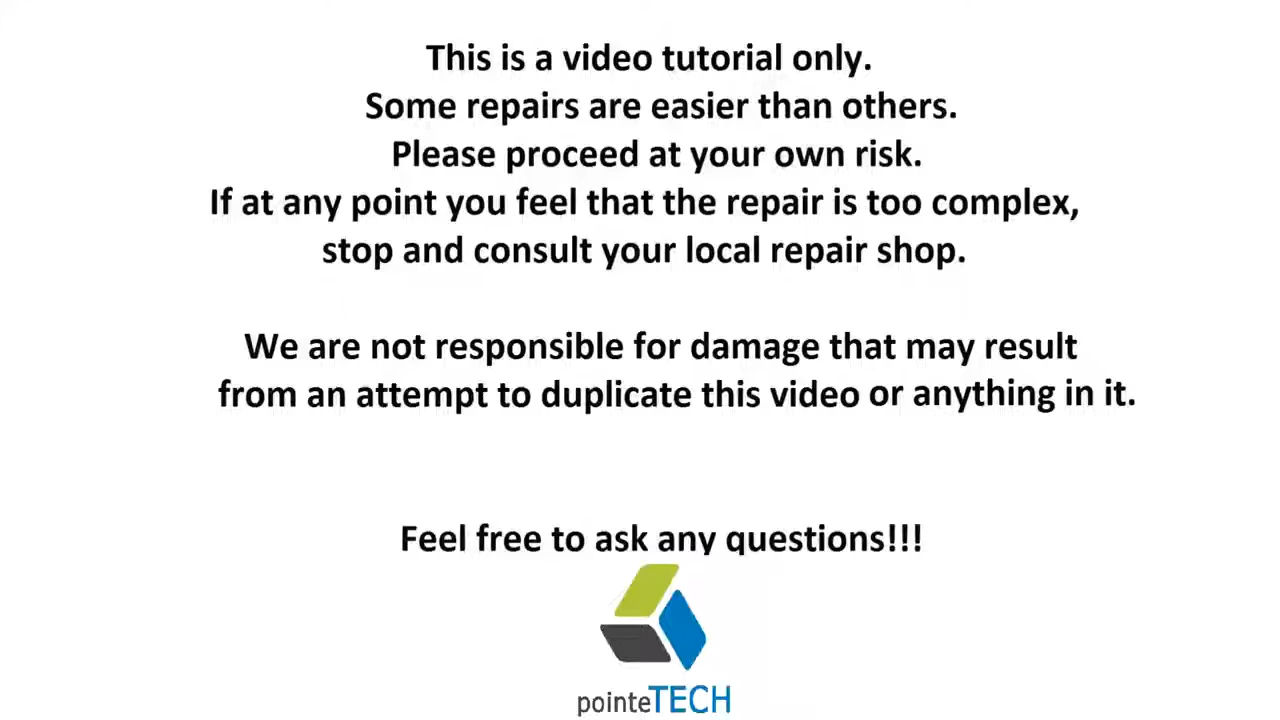 This is a video tutorial only.
Some repairs are easier than others.
Please proceed at your own risk.
If at any point you feel that the repair is too complex,
stop and consult your local repair shop.
We are not responsible for damage that may result
from an attempt to duplicate this video or anything in it.
Feel free to ask any questions!!!
pointeTECH